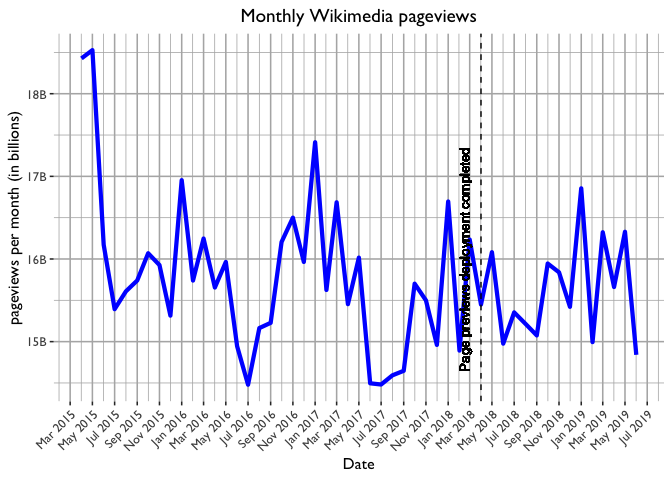 Monthly Wikimedia pageviews
pageviews per month (in billions)
18B
17B
16B
15B
Page previews deployment completed
Mar 2015
May 2015
Jul 2015
Sep 2015
Nov 2015
Jan 2016
Mar 2016
May 2016
Jul 2016
Sep 2016
Nov 2016
Jan 2017
Mar 2017
May 2017
Jul 2017
Sep 2017
Nov 2017
Jan 2018
Mar 2018
May 2018
Jul 2018
Sep 2018
Nov 2018
Jan 2019
Mar 2019
May 2019
Jul 2019
Date